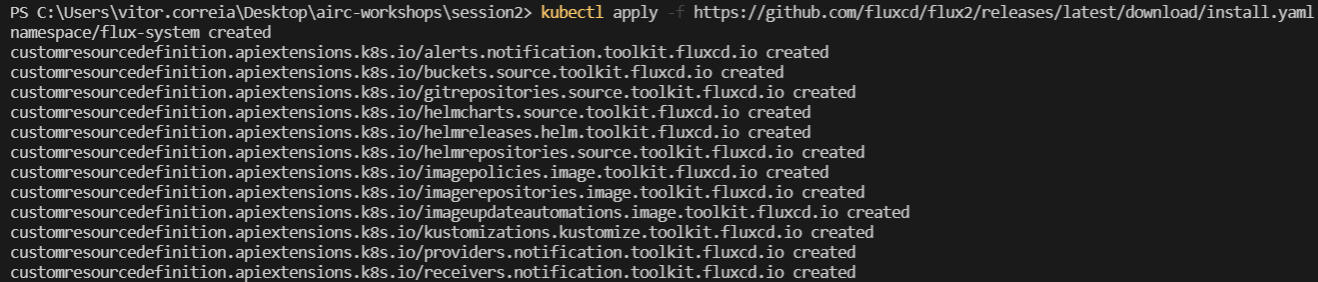 PS C:\Users\vitor.correia\Desktop\airc-workshops\session2> kubectl apply -f https://github.com/fluxcd/flux2/releases/latest/download/install.yaml
namespace/flux-system created
customresourcedefinition.apiextensions.k8s.io/alerts.notification.toolkit.fluxcd.io created
customresourcedefinition.apiextensions.k8s.io/buckets.source.toolkit.fluxcd.io created
customresourcedefinition.apiextensions.k8s.io/gitrepositories.source.toolkit.fluxcd.io created
customresourcedefinition.apiextensions.k8s.io/helmcharts.source.toolkit.fluxcd.io created
customresourcedefinition.apiextensions.k8s.io/helmreleases.helm.toolkit.fluxcd.io created
customresourcedefinition.apiextensions.k8s.io/helmrepositories.source.toolkit.fluxcd.io created
customresourcedefinition.apiextensions.k8s.io/imagepolicies.image.toolkit.fluxcd.io created
customresourcedefinition.apiextensions.k8s.io/imagerepositories.image.toolkit.fluxcd.io created
customresourcedefinition.apiextensions.k8s.io/imageupdateautomations.image.toolkit.fluxcd.io created
customresourcedefinition.apiextensions.k8s.io/kustomizations.kustomize.toolkit.fluxcd.io created
customresourcedefinition.apiextensions.k8s.io/providers.notification.toolkit.fluxcd.io created
customresourcedefinition.apiextensions.k8s.io/receivers.notification.toolkit.fluxcd.io created